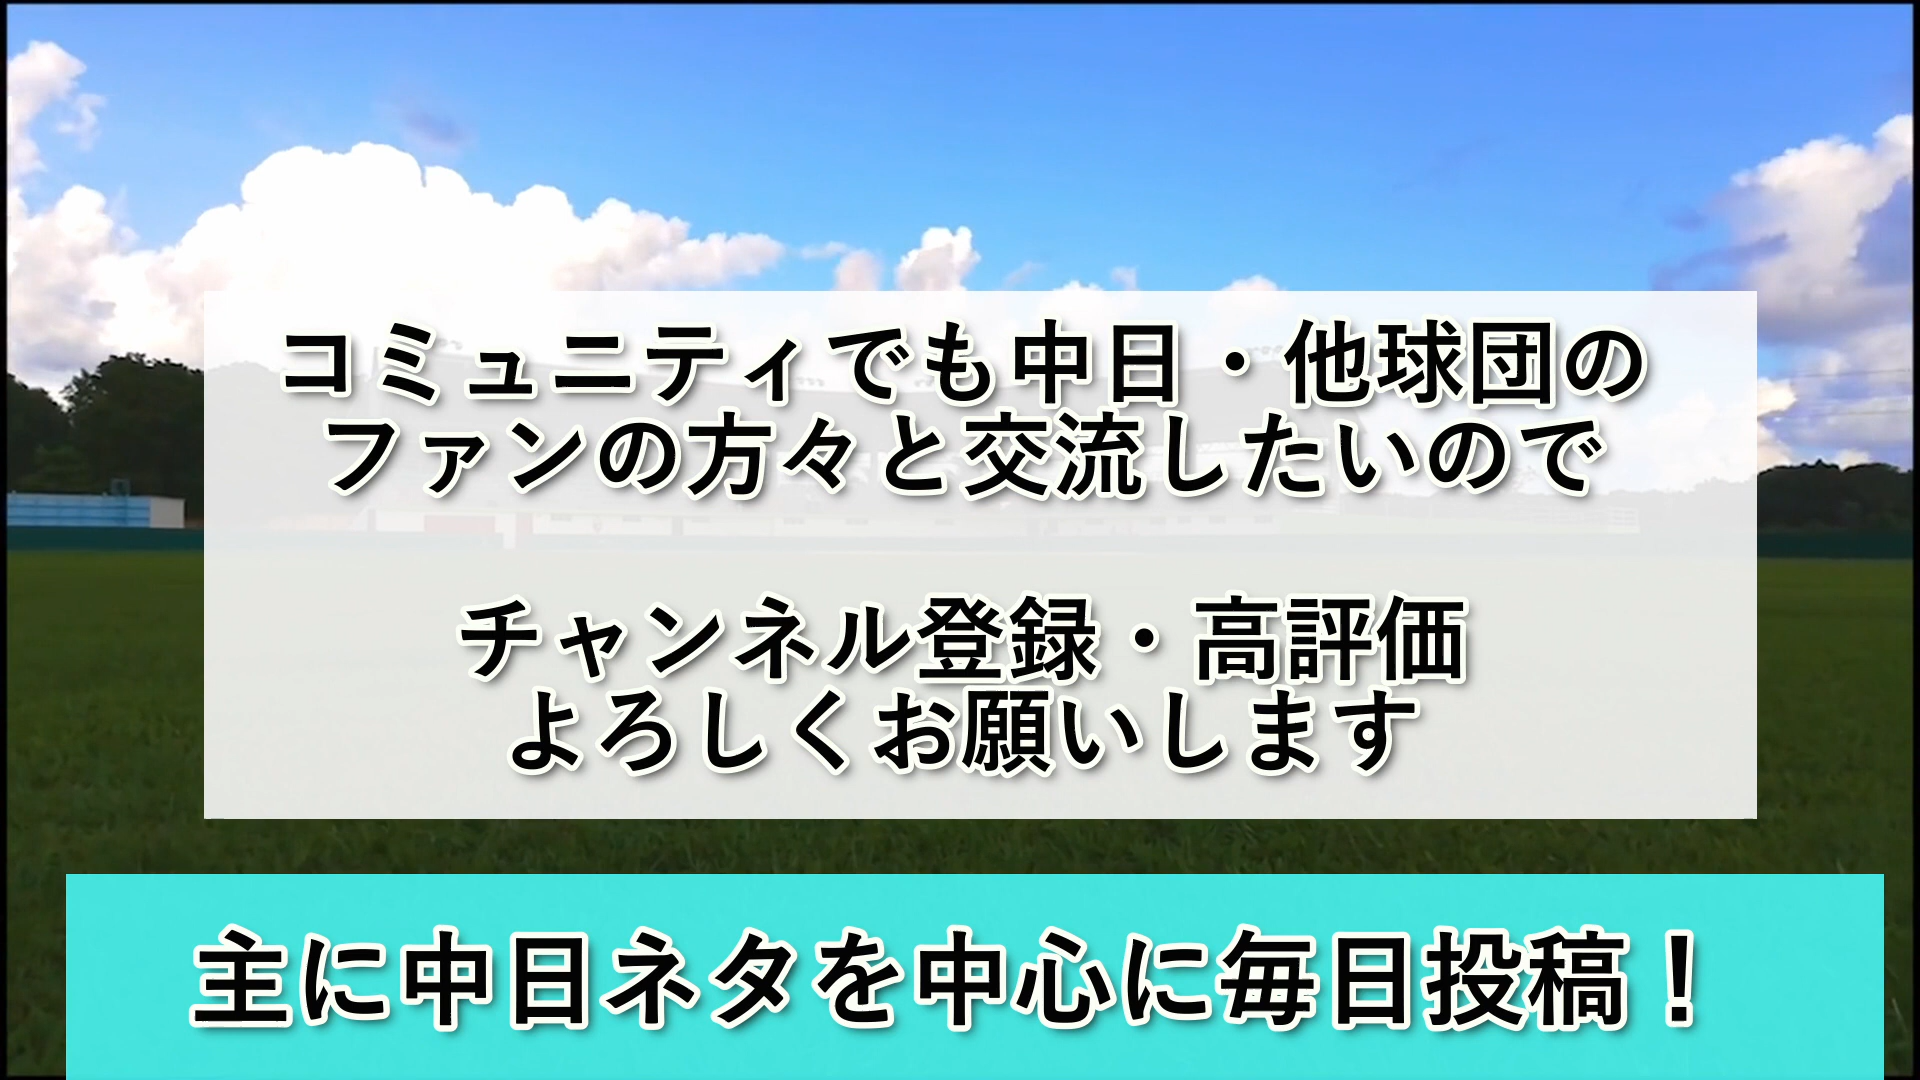 コミュニティでも中日・他球団の
ファンの方々と交流したいので
チャンネル登録・高評価
よろしくお願いします
主に中日ネタを中心に毎日投稿！